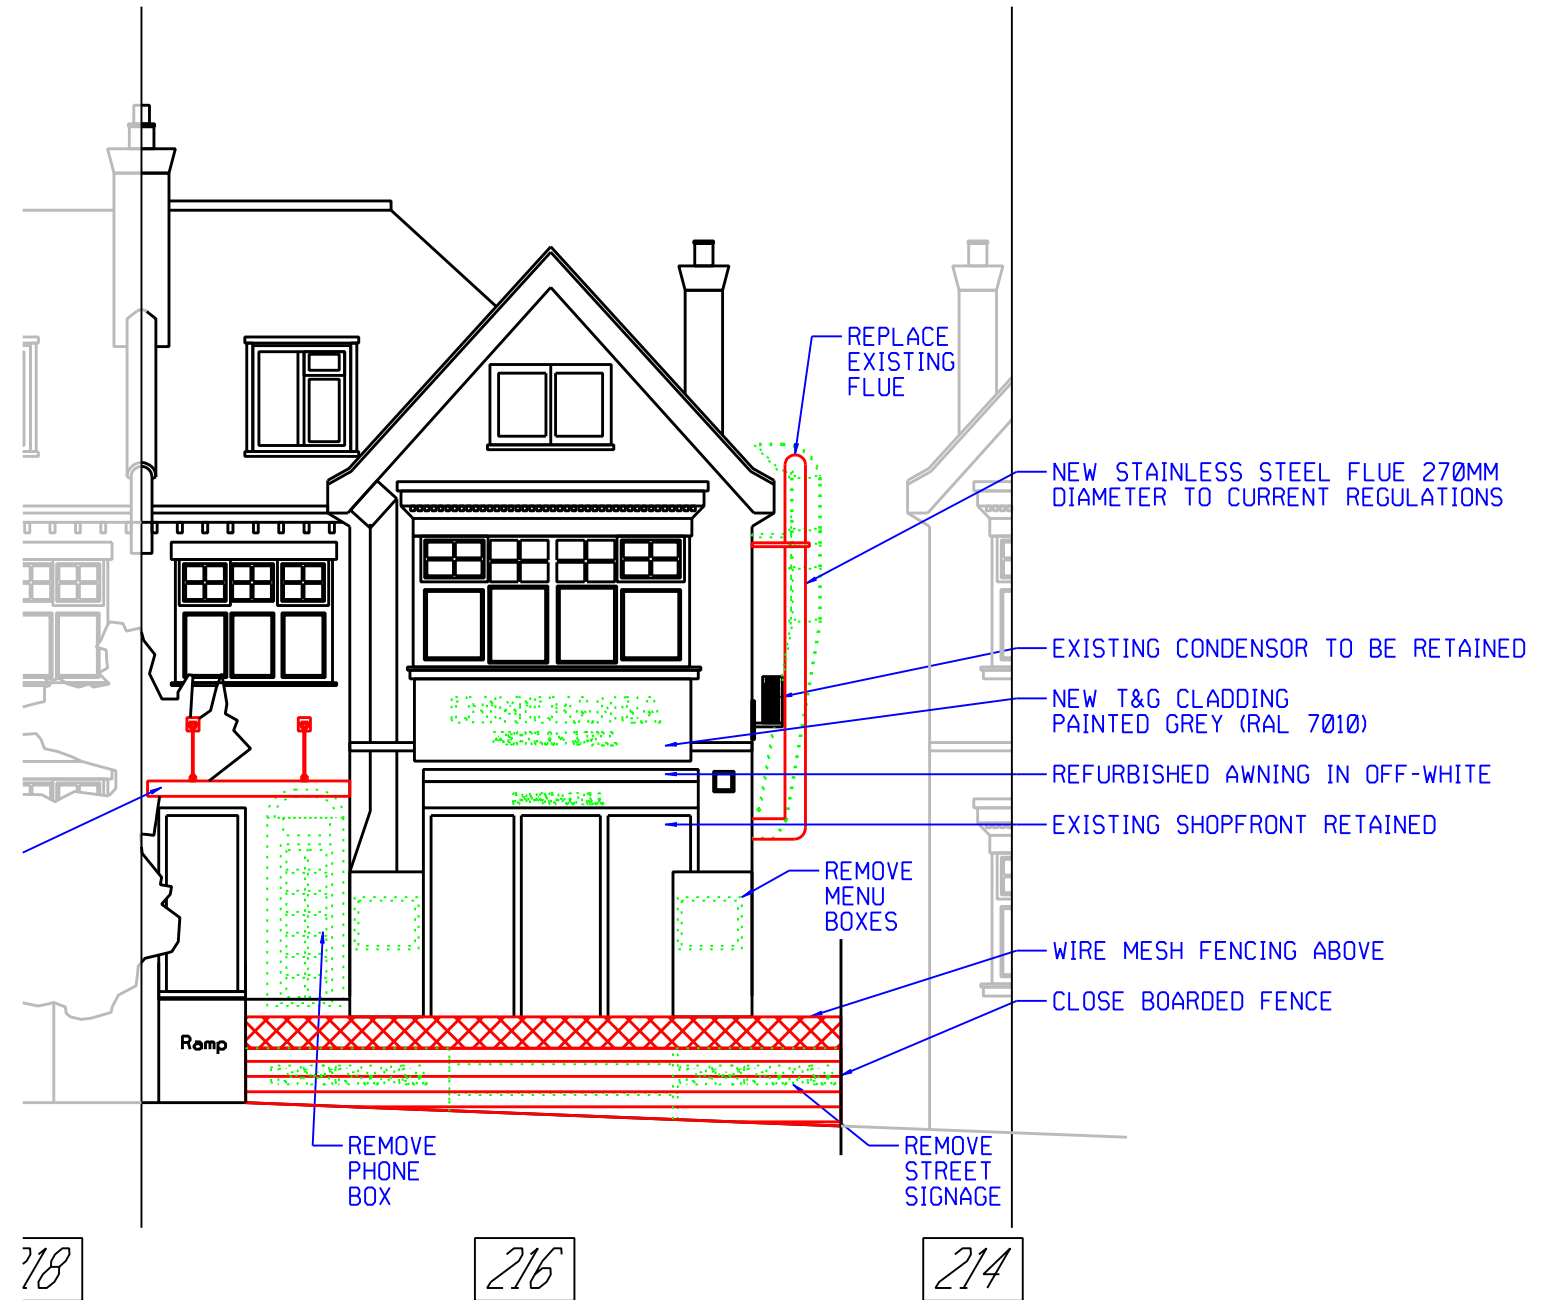 REPLACE
EXISTING
FLUE
NEW STAINLESS STEEL FLUE 270MM
DIAMETER TO CURRENT REGULATIONS
EXISTING CONDENSOR TO BE RETAINED
NEW T&G CLADDING
PAINTED GREY (RAL 7010)
REFURBISHED AWNING IN OFF-WHITE
EXISTING SHOPFRONT RETAINED
REMOVE
MENU
BOXES
WIRE MESH FENCING ABOVE
CLOSE BOARDED FENCE
Ramp
REMOVE
PHONE
BOX
REMOVE
STREET
SIGNAGE
218
216
214